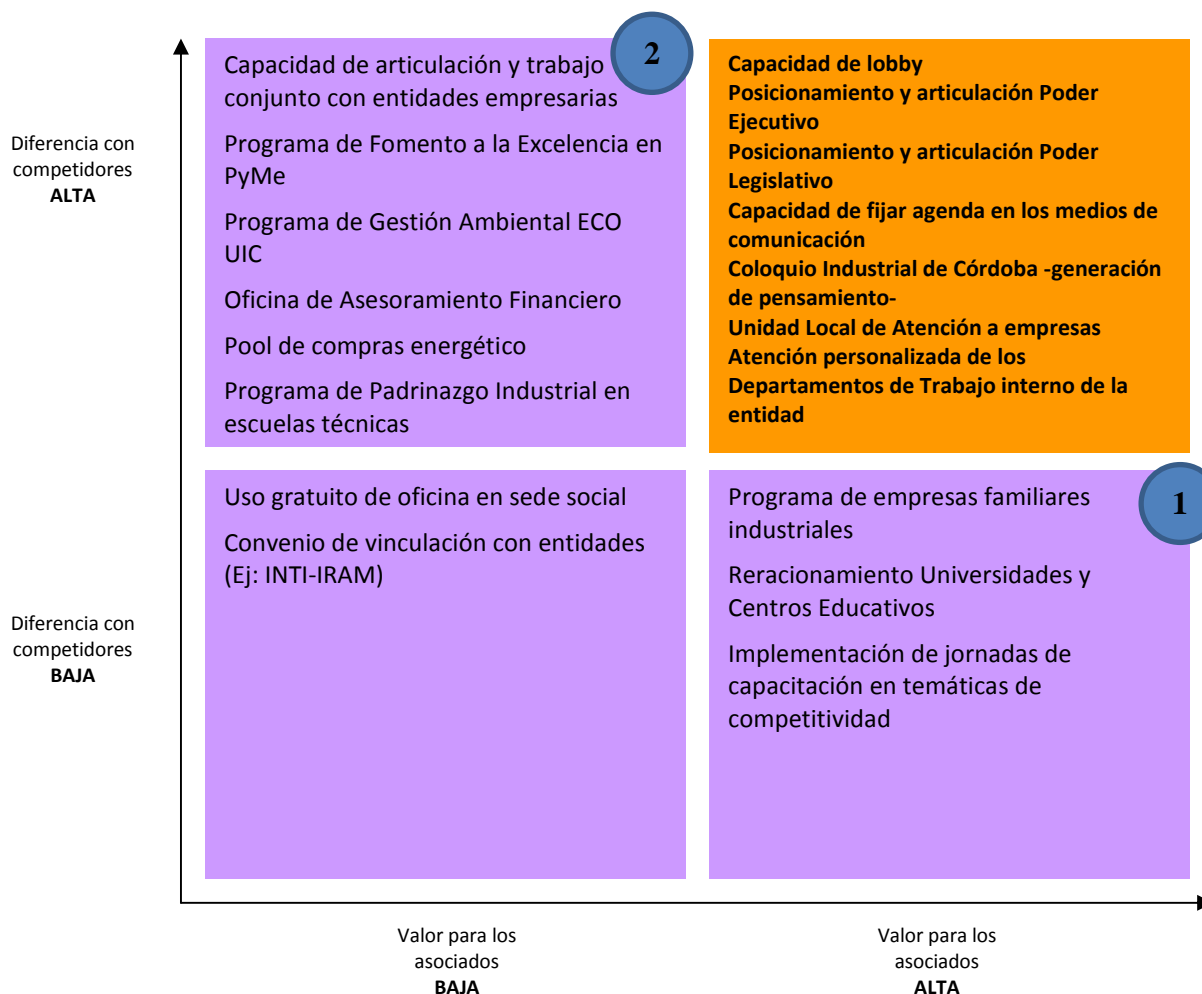 Diferencia con
competidores
ALTA
Capacidad de articulación y trabajo
conjunto con entidades empresarias
Programa de Fomento a la Excelencia en
PyMe
Programa de Gestión Ambiental ECO
UIC
Oficina de Asesoramiento Financiero
Pool de compras energético
Programa de Padrinazgo Industrial en
escuelas técnicas
2
Capacidad de lobby
Posicionamiento y articulación Poder
Ejecutivo
Posicionamiento y articulación Poder
Legislativo
Capacidad de fijar agenda en los medios de
comunicación
Coloquio Industrial de Córdoba -generación
de pensamiento-
Unidad Local de Atención a empresas
Atención personalizada de los
Departamentos de Trabajo interno de la
entidad
Diferencia con
competidores
BAJA
Uso gratuito de oficina en sede social
Convenio de vinculación con entidades
(Ej: INTI-IRAM)
Programa de empresas familiares
industriales
Reracionamiento Universidades y
Centros Educativos
Implementación de jornadas de
capacitación en temáticas de
competitividad
1
Valor para los
asociados
BAJA
Valor para los
asociados
ALTA